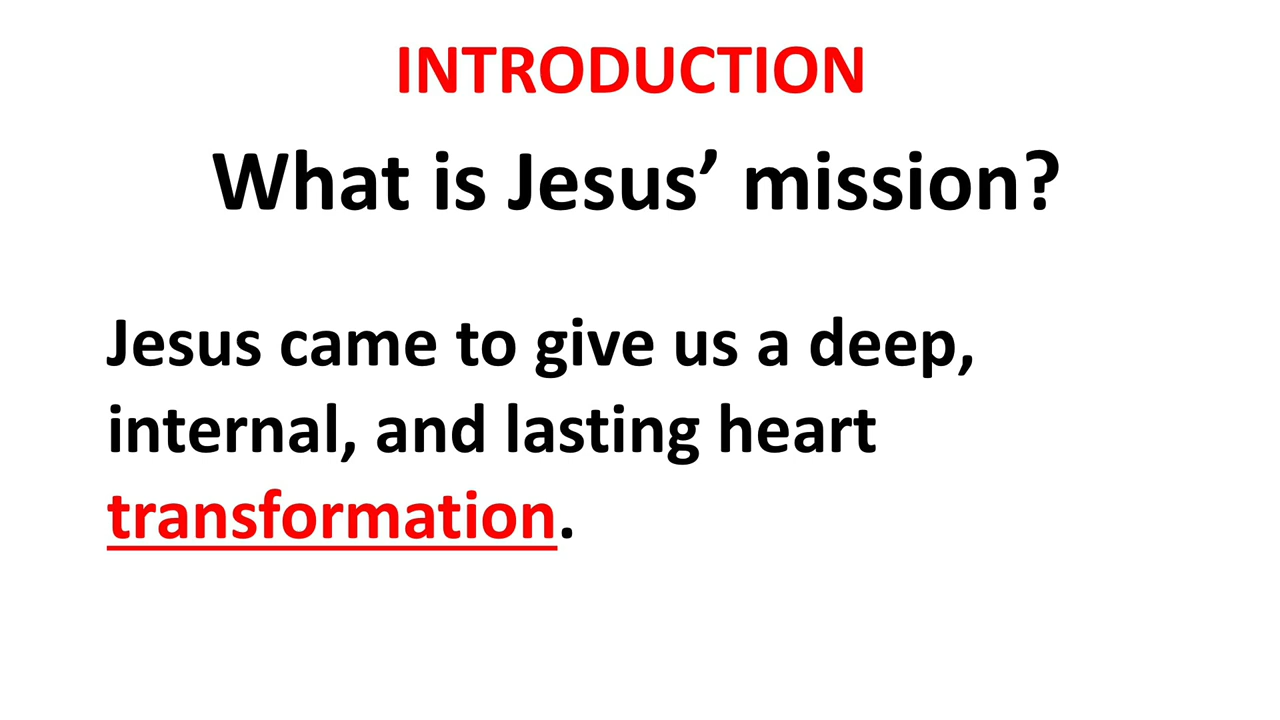 INTRODUCTION
What is Jesus’ mission?
Jesus came to give us a deep,
internal, and lasting heart
transformation.